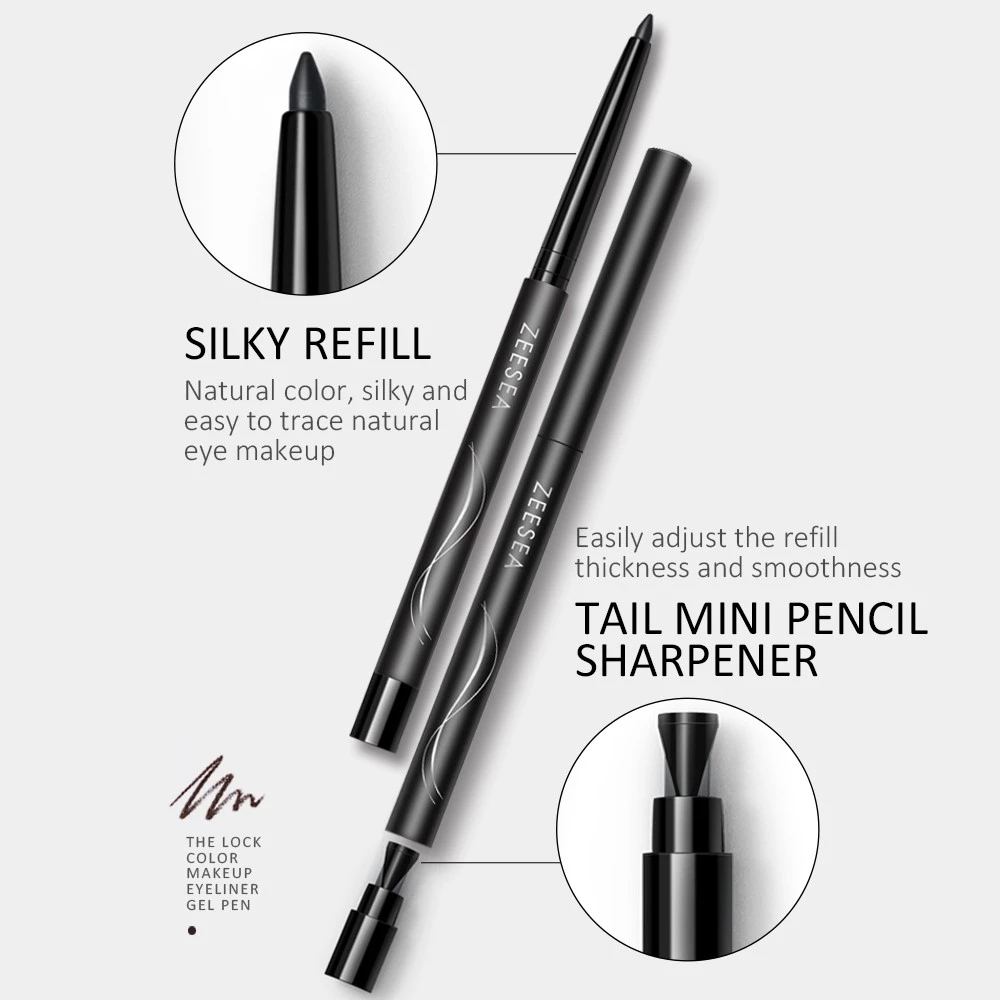 SILKY REFILL
Natural color, silky and
easy to trace natural
eye makeup
ZEESEA
ZEESEA
Easily adjust the refill
thickness and smoothness
TAIL MINI PENCIL
SHARPENER
THE LOCK
COLOR
MAKEUP
EYELINER
GEL PEN